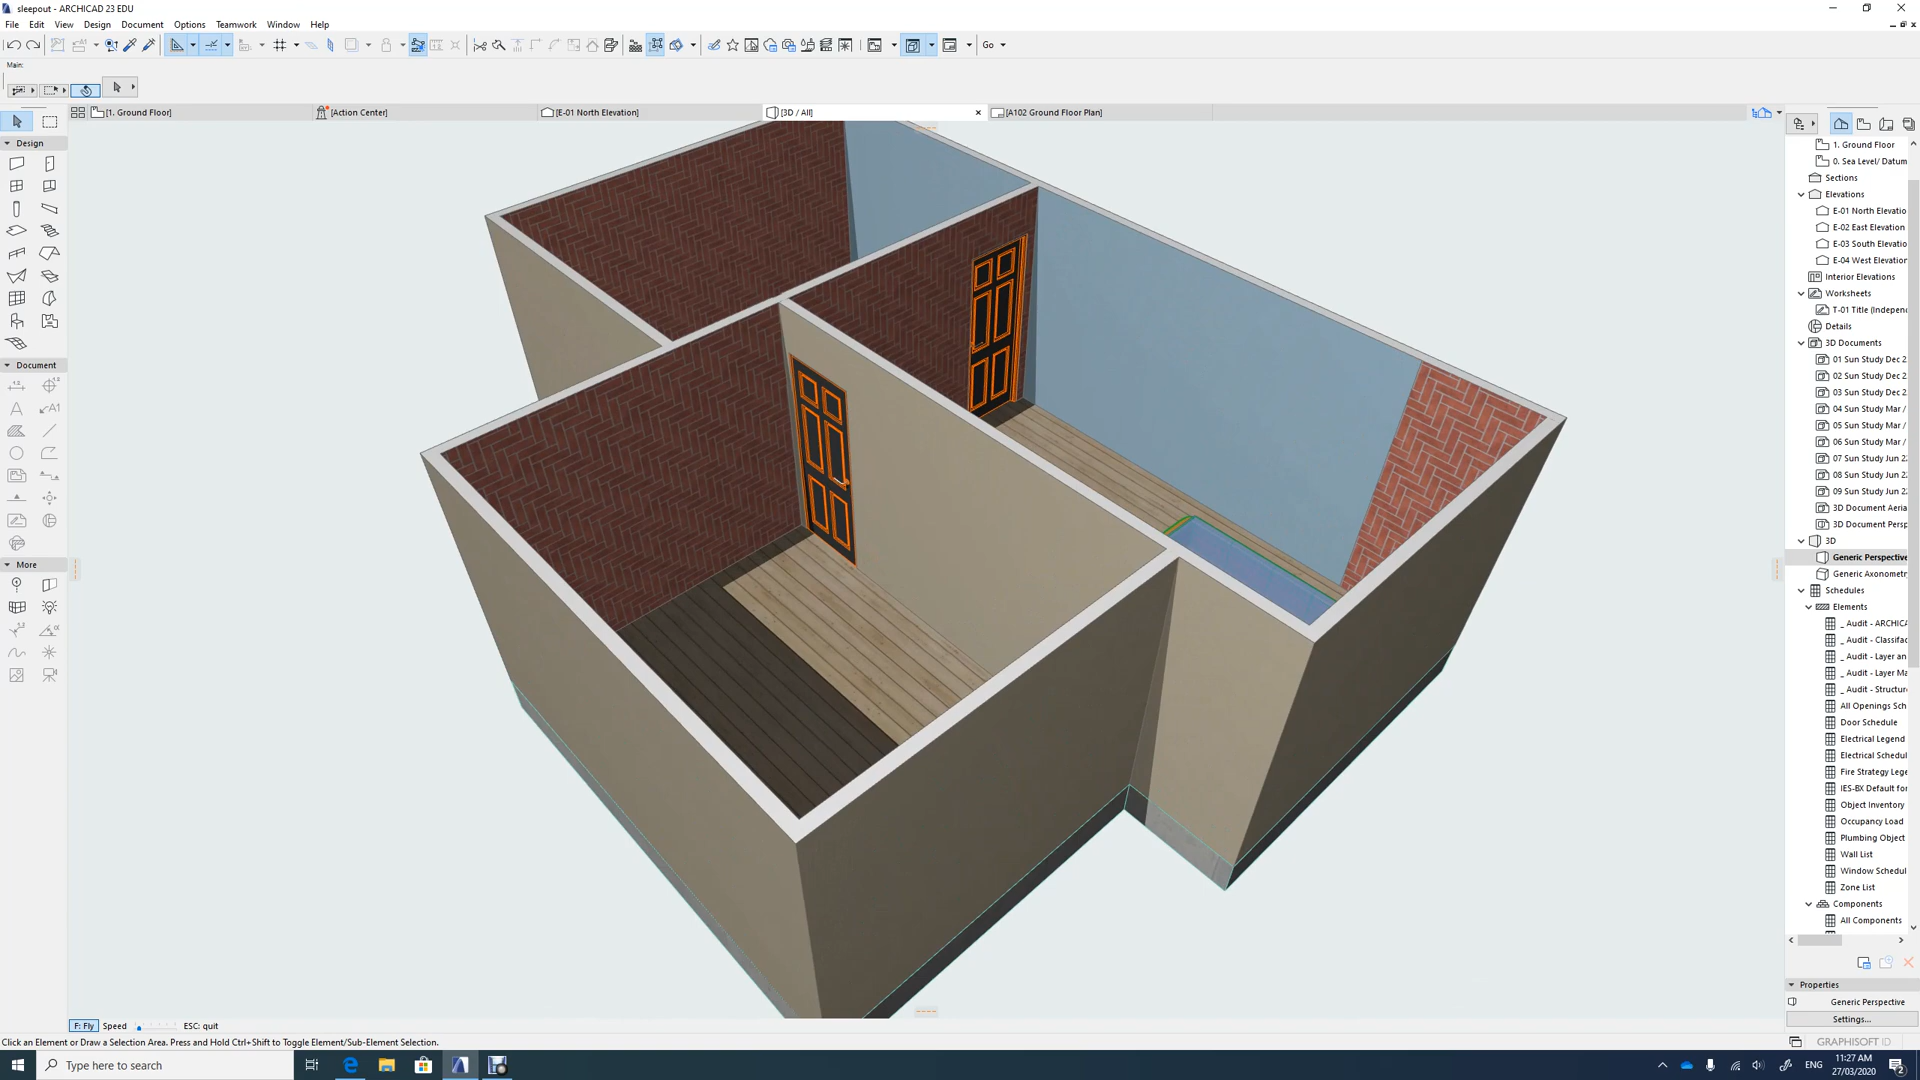 sleepout - ARCHICAD 23 EDU
File Edit View Design Document Options Teamwork Window Help
Go
Main:
[1. Ground Floor]
[Action Center]
[E-01 North Elevation]
[3D / All]
[A102 Ground Floor Plan]
Design
Document
More
1. Ground Floor
0. Sea Level/ Datum
Sections
Elevations
E-01 North Elevatio
E-02 East Elevation
E-03 South Elevatio
E-04 West Elevation
Interior Elevations
Worksheets
T-01 Title (Indepen
Details
3D Documents
01 Sun Study Dec 2
02 Sun Study Dec 2
03 Sun Study Dec 2
04 Sun Study Mar /
05 Sun Study Mar /
06 Sun Study Mar /
07 Sun Study Jun 2
08 Sun Study Jun 2
09 Sun Study Jun 2
3D Document Aeria
3D Document Persp
3D
Generic Perspective
Generic Axonometr
Schedules
Elements
_ Audit - ARCHICA
_ Audit - Classifac
_ Audit - Layer an
_ Audit - Layer Ma
_ Audit - Structure
All Openings Sch
Door Schedule
Electrical Legend
Electrical Schedul
Fire Strategy Lege
IES-BX Default for
Object Inventory
Occupancy Load
Plumbing Object
Wall List
Window Schedul
Zone List
Components
All Components
Properties
Generic Perspective
Settings...
F: Fly Speed ESC: quit
Click an Element or Draw a Selection Area. Press and Hold Ctrl+Shift to Toggle Element/Sub-Element Selection.
GRAPHISOFT ID
Type here to search
ENG
11:27 AM
27/03/2020
2